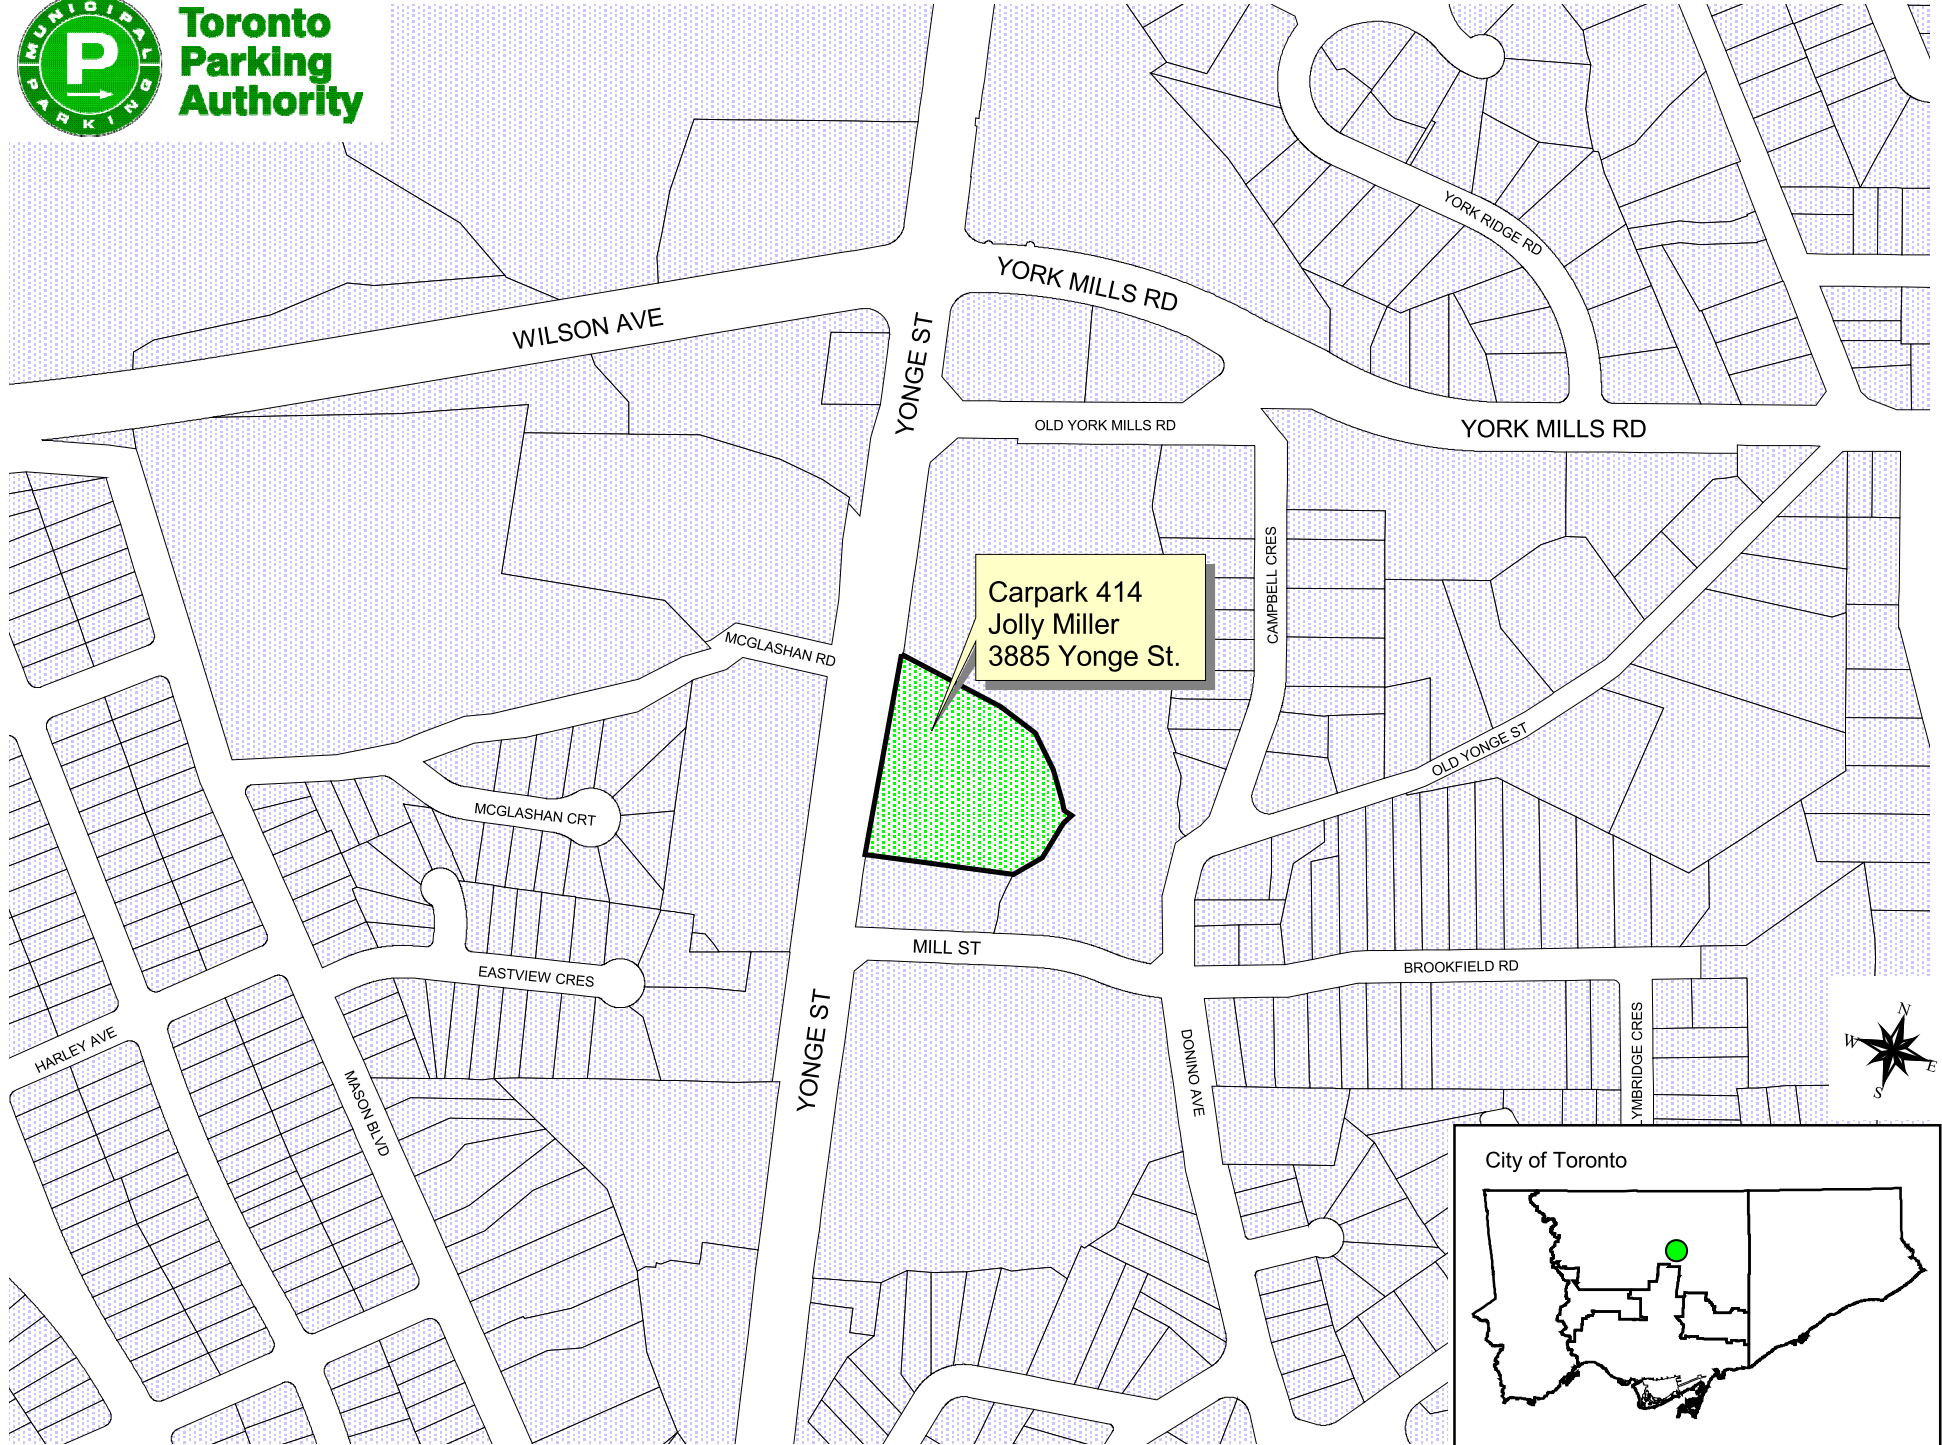 MUNICIPAL
P
PARKING
Toronto
Parking
Authority
YORK RIDGE RD
YORK MILLS RD
WILSON AVE
YONGE ST
OLD YORK MILLS RD
YORK MILLS RD
CAMPBELL CRES
Carpark 414
Jolly Miller
3885 Yonge St.
MCGLASHAN RD
OLD YONGE ST
MCGLASHAN CRT
MILL ST
BROOKFIELD RD
EASTVIEW CRES
YONGE ST
HARLEY AVE
MASON BLVD
DONINO AVE
YMBRIDGE CRES
N
W
E
S
City of Toronto